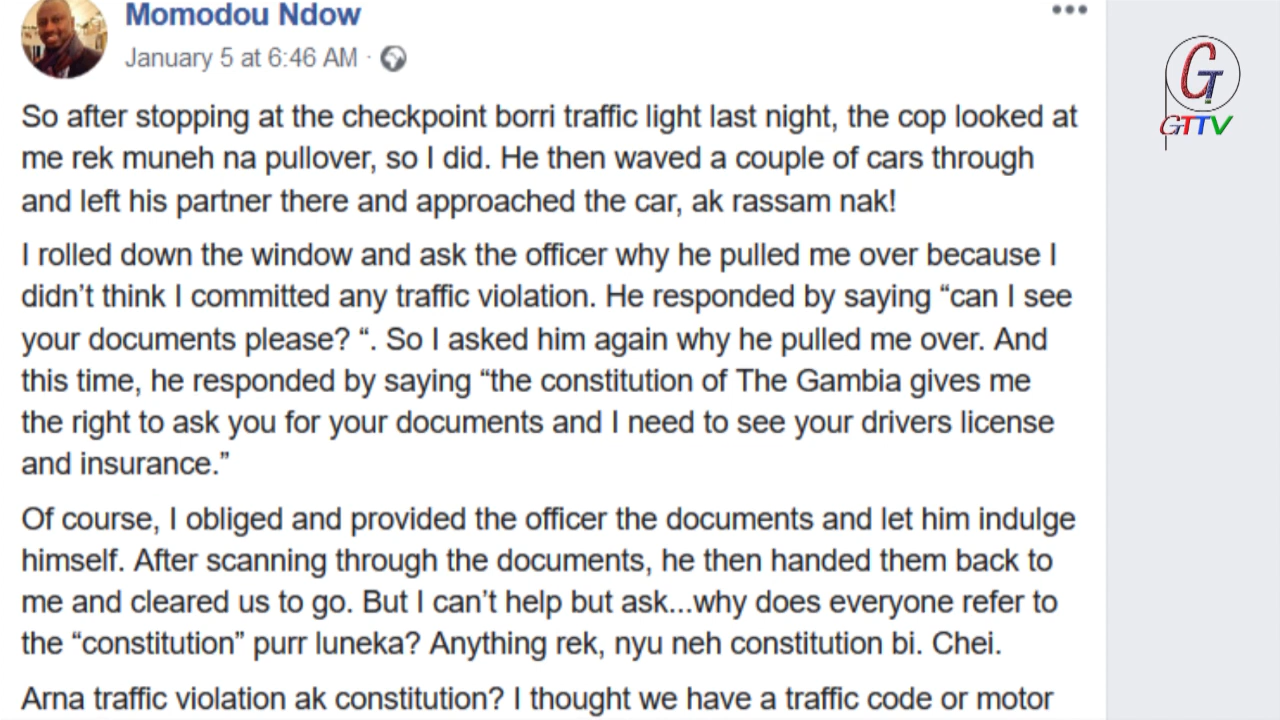 Momodou Ndow
January 5 at 6:46 AM ·
So after stopping at the checkpoint borri traffic light last night, the cop looked at
me rek muneh na pullover, so I did. He then waved a couple of cars through
and left his partner there and approached the car, ak rassam nak!
I rolled down the window and ask the officer why he pulled me over because I
didn’t think I committed any traffic violation. He responded by saying “can I see
your documents please? “. So I asked him again why he pulled me over. And
this time, he responded by saying “the constitution of The Gambia gives me
the right to ask you for your documents and I need to see your drivers license
and insurance.”
Of course, I obliged and provided the officer the documents and let him indulge
himself. After scanning through the documents, he then handed them back to
me and cleared us to go. But I can’t help but ask...why does everyone refer to
the “constitution” purr luneka? Anything rek, nyu neh constitution bi. Chei.
Arna traffic violation ak constitution? I thought we have a traffic code or motor
GT
GTTV